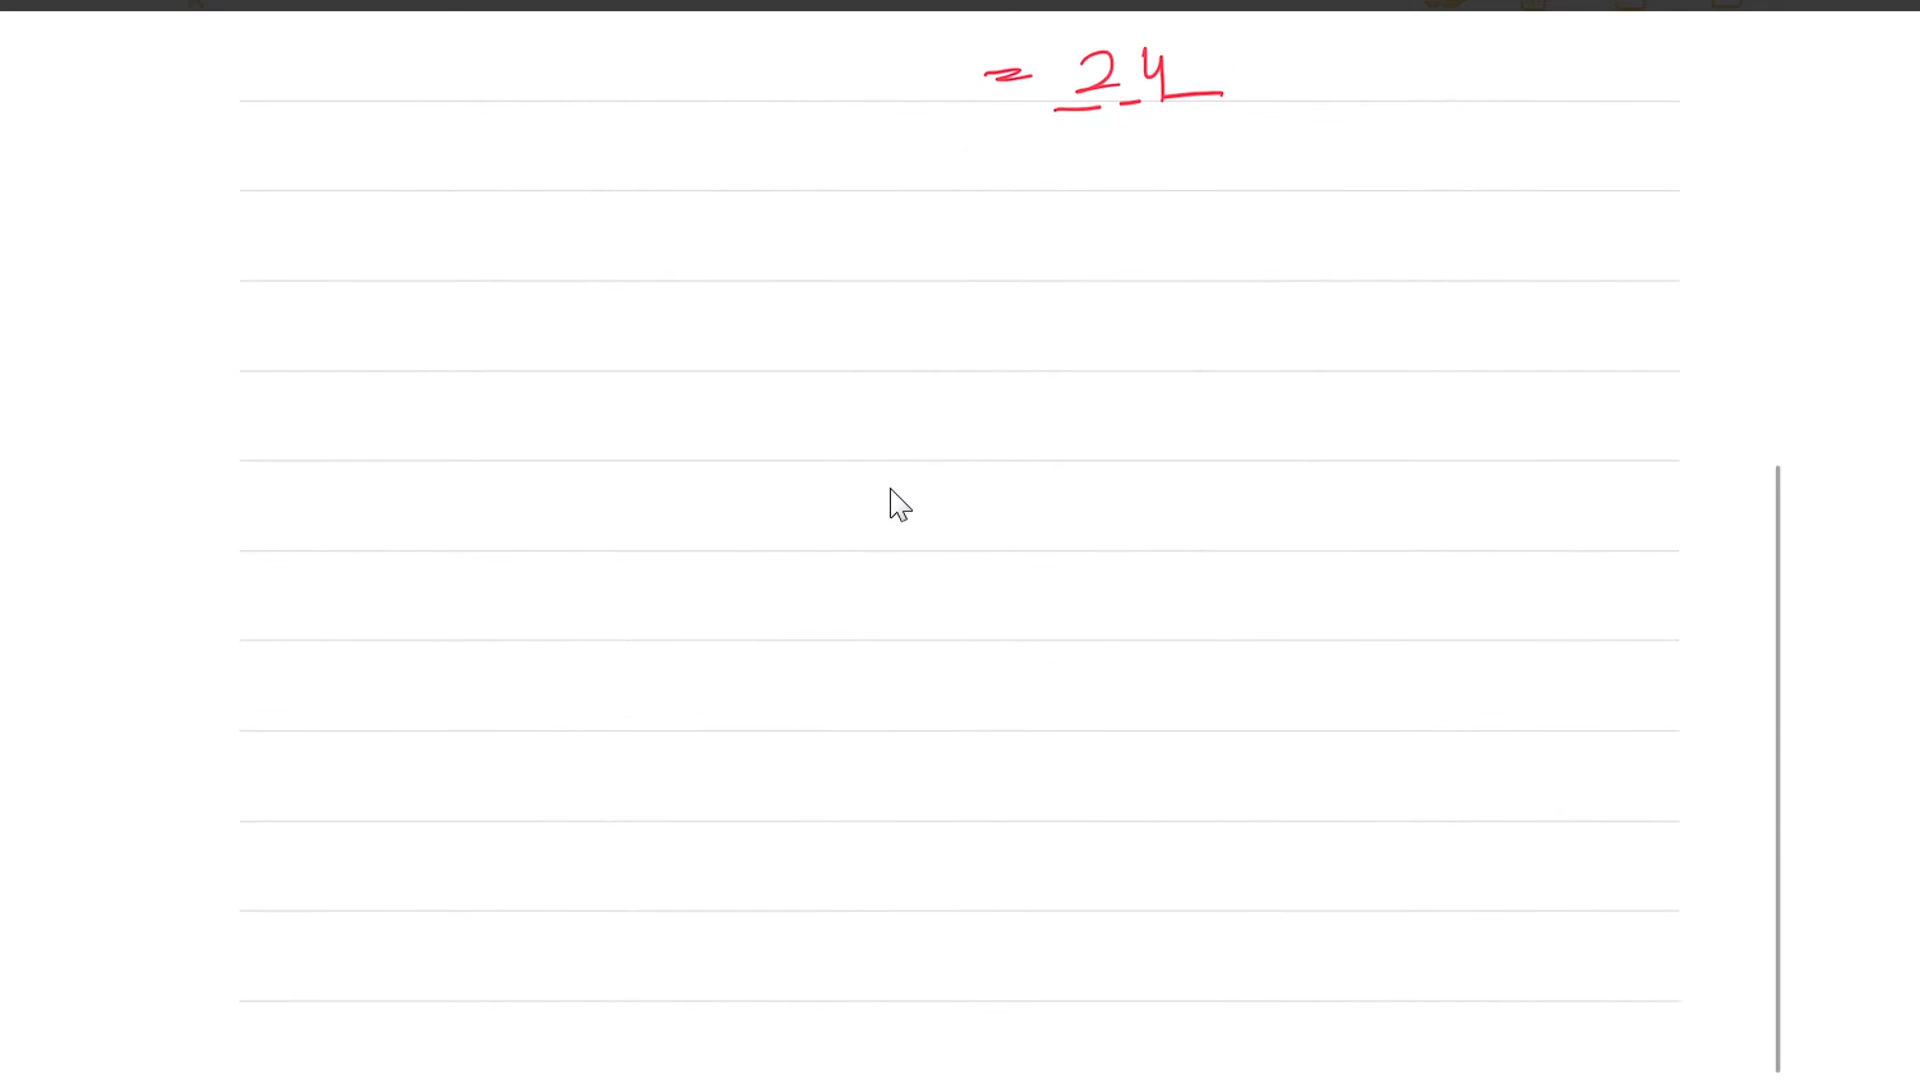 = 24